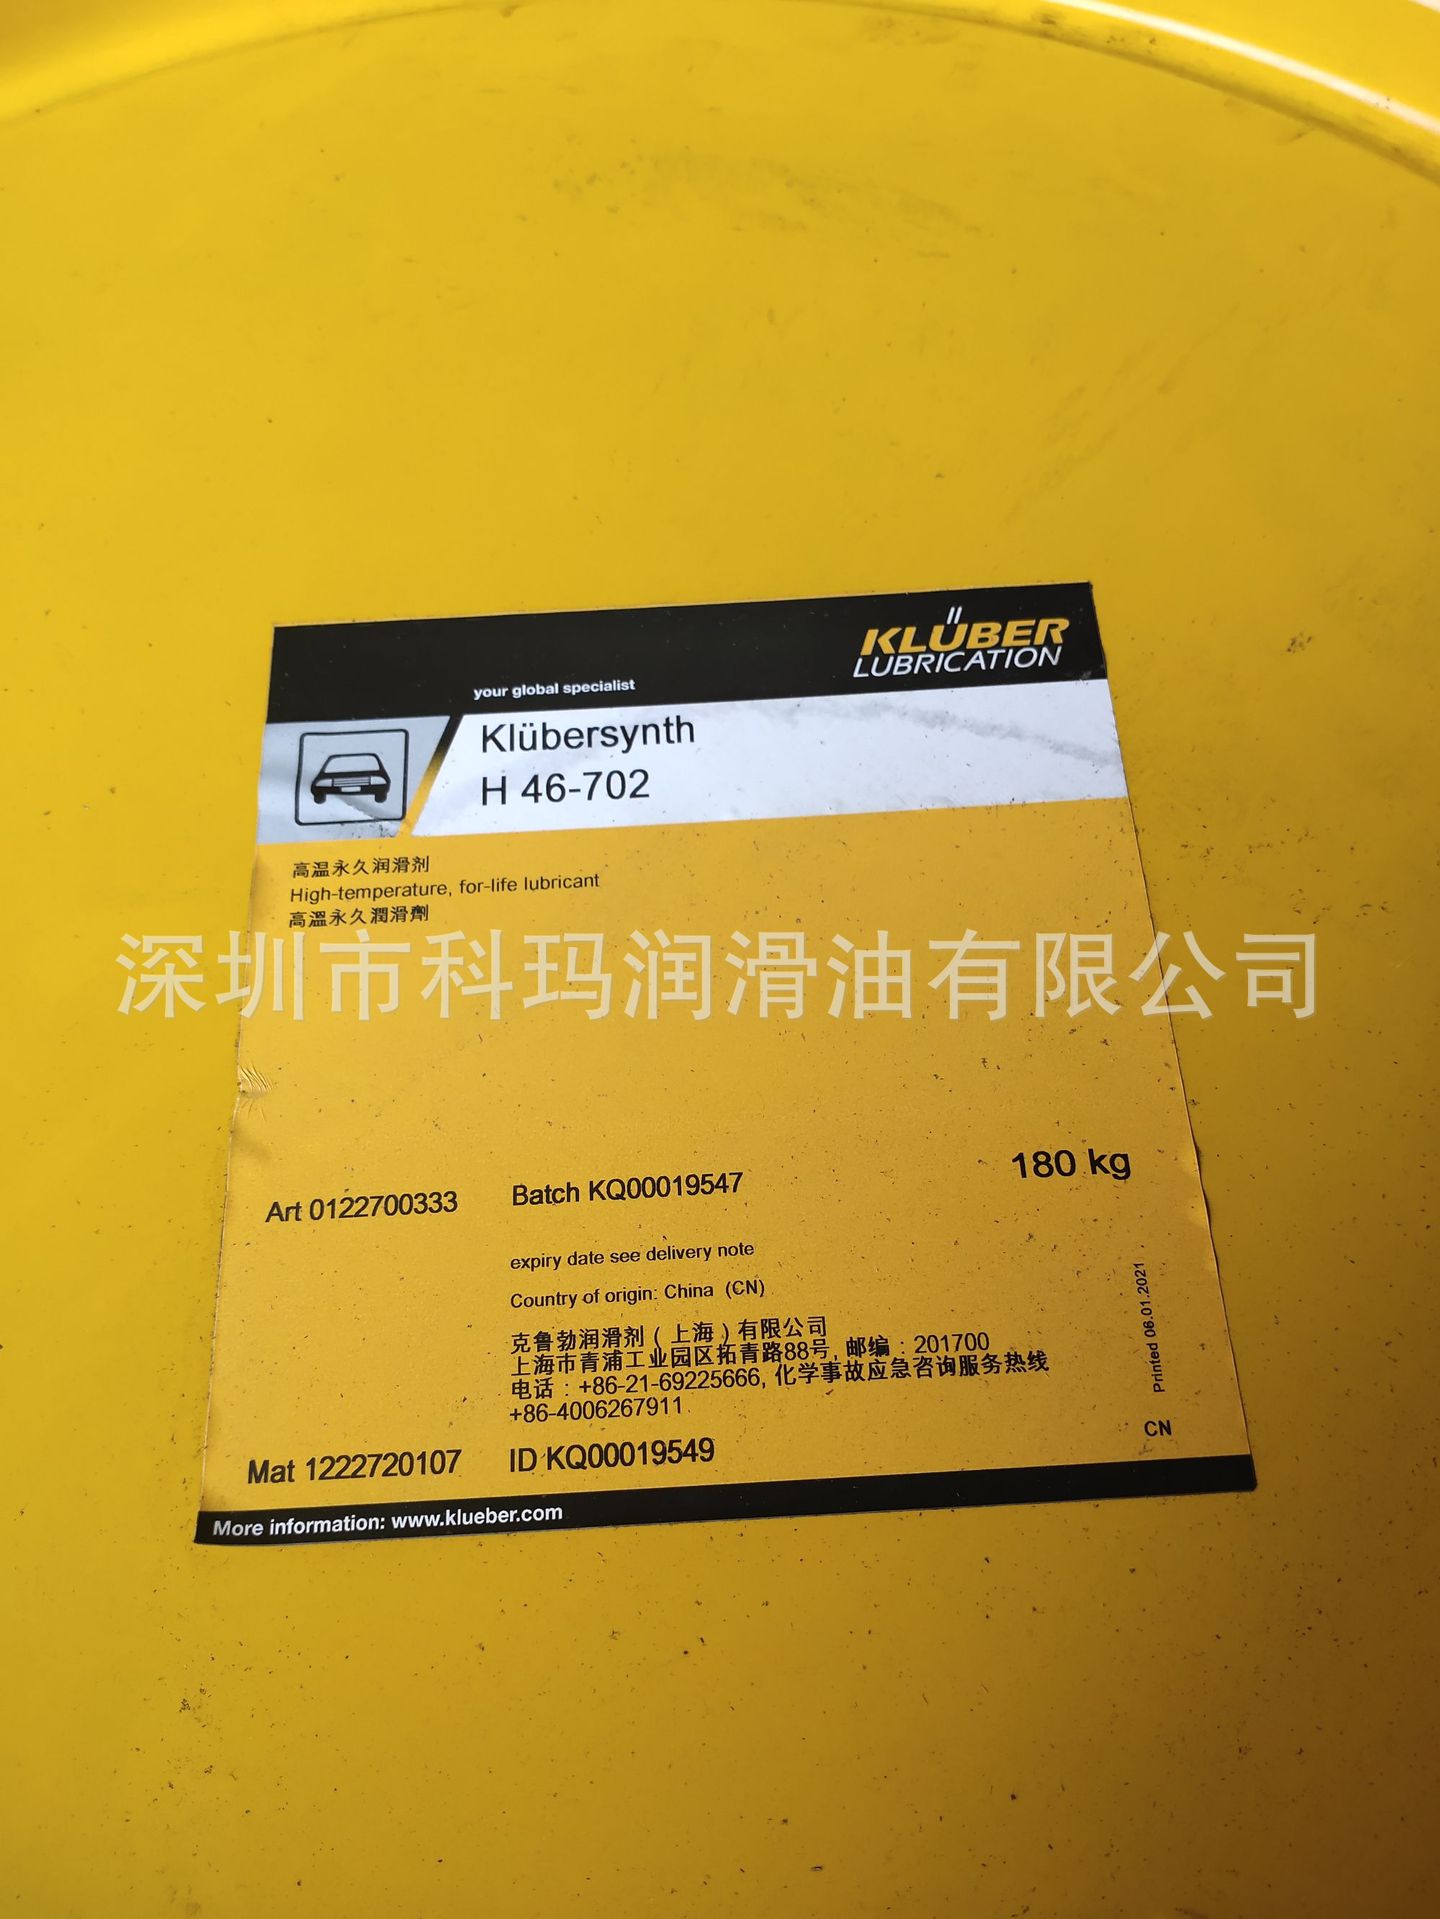 KLÜBER
LUBRICATION
your global specialist
Klübersynth
H 46-702
高温永久润滑剂
High-temperature, for-life lubricant
高溫永久潤滑劑
深圳市科玛润滑油有限公司
180 kg
Art 0122700333 Batch KQ00019547
expiry date see delivery note
Country of origin: China (CN)
克鲁勃润滑剂（上海）有限公司
上海市青浦工业园区拓青路88号, 邮编：201700
电话：+86-21-69225666, 化学事故应急咨询服务热线
+86-4006267911
Printed 06.01.2021
CN
Mat 1222720107 ID KQ00019549
More information: www.klueber.com